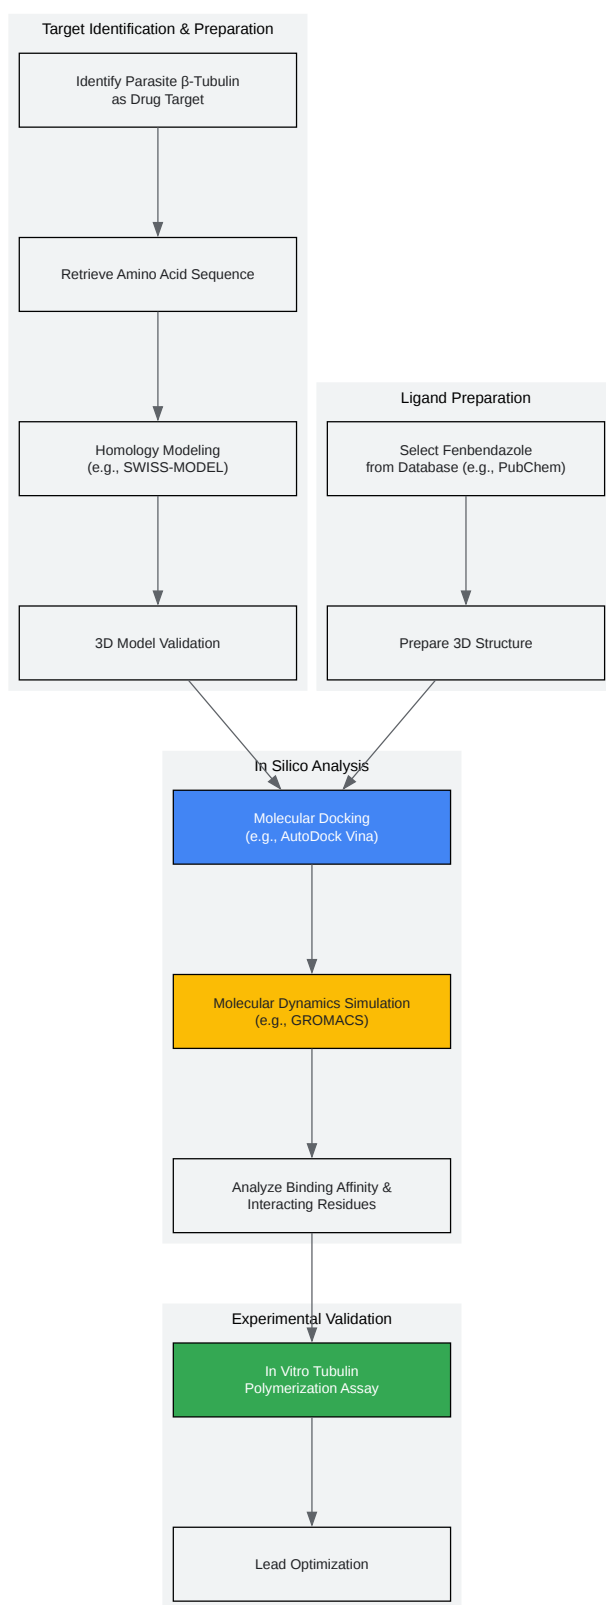 Target Identification & Preparation
Identify Parasite β-Tubulin
as Drug Target
Retrieve Amino Acid Sequence
Homology Modeling
(e.g., SWISS-MODEL)
3D Model Validation
Ligand Preparation
Select Fenbendazole
from Database (e.g., PubChem)
Prepare 3D Structure
In Silico Analysis
Molecular Docking
(e.g., AutoDock Vina)
Molecular Dynamics Simulation
(e.g., GROMACS)
Analyze Binding Affinity &
Interacting Residues
Experimental Validation
In Vitro Tubulin
Polymerization Assay
Lead Optimization